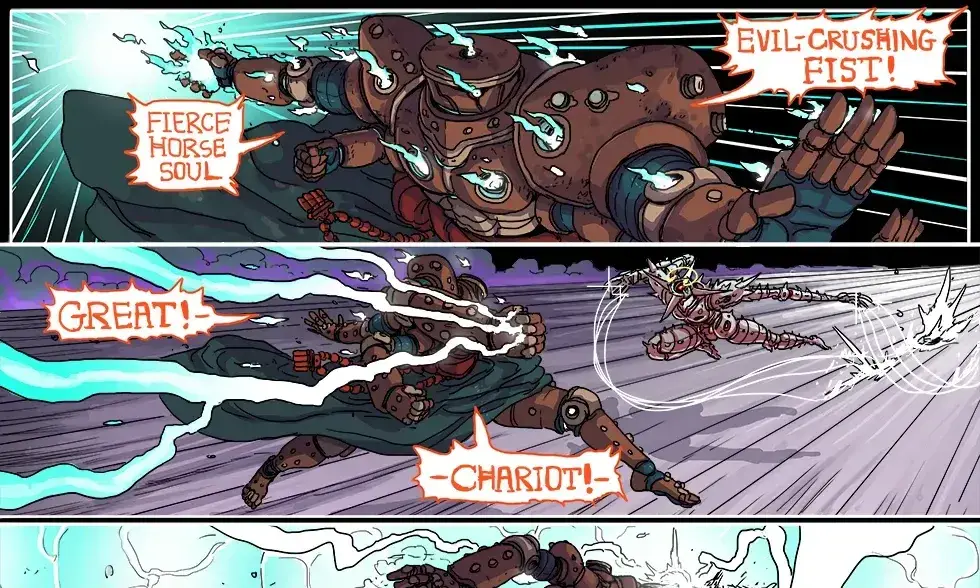 EVIL-CRUSHING
FIST!
FIERCE
HORSE
SOUL
GREAT!-
-CHARIOT!-